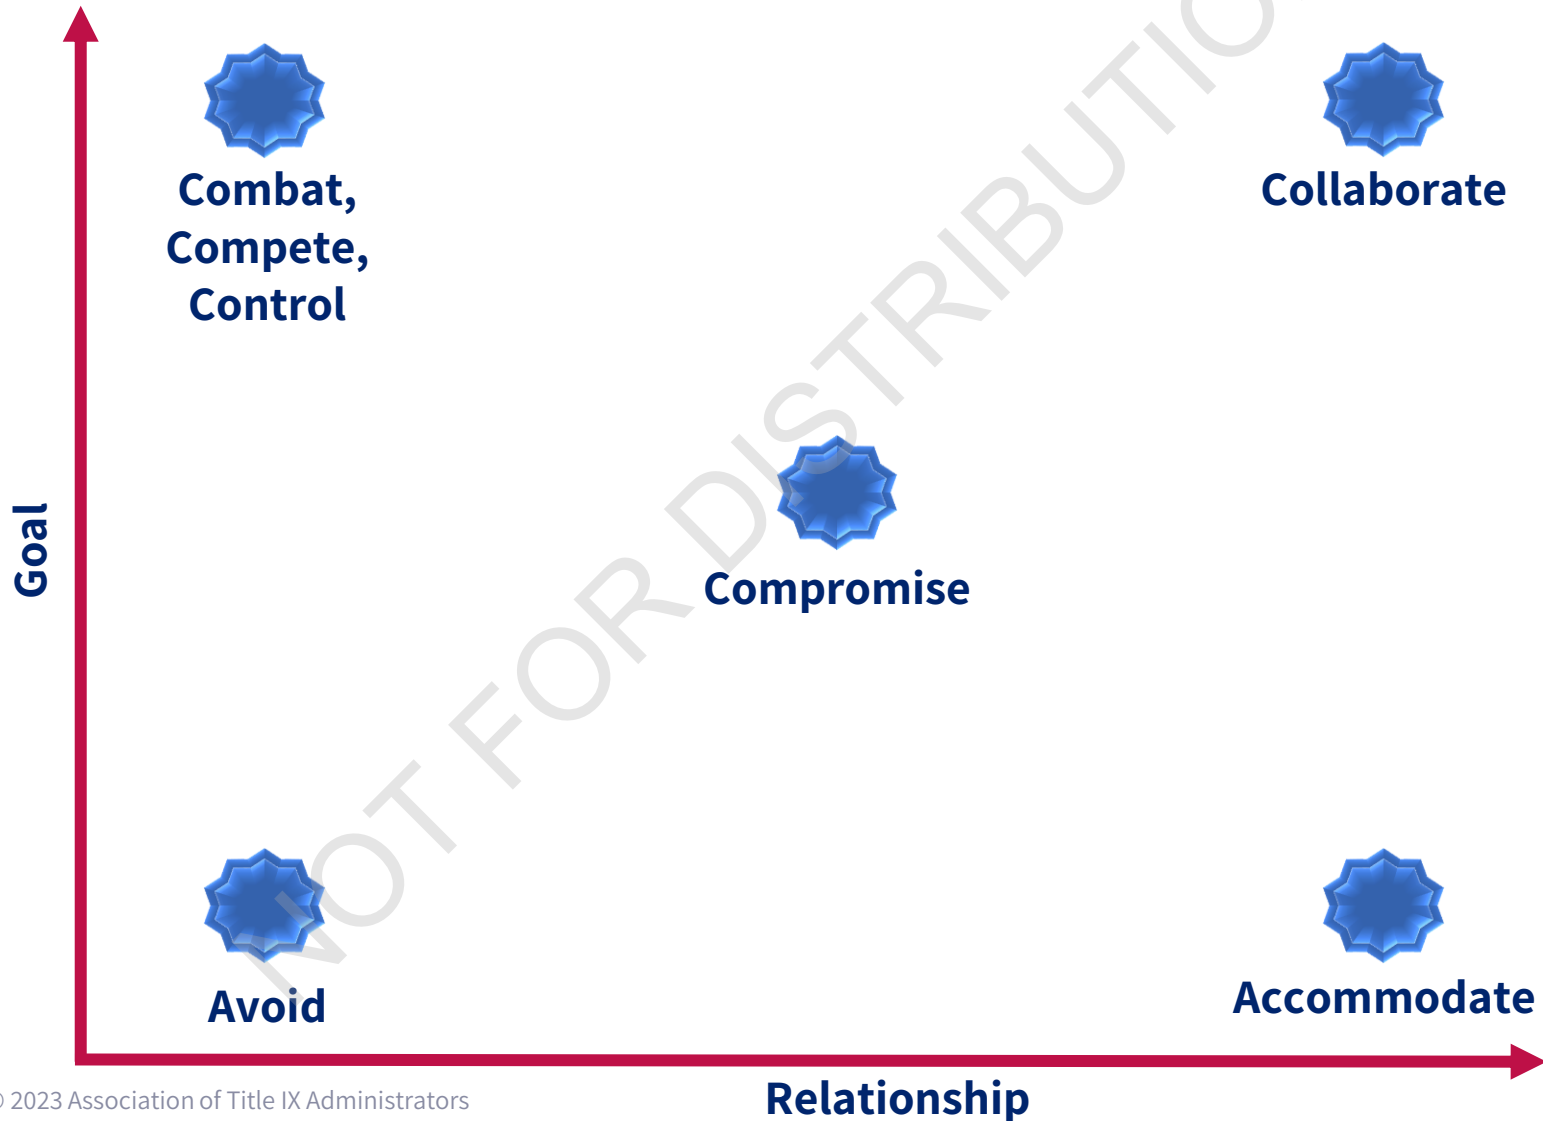 Combat,
Compete,
Control
Collaborate
Goal
Compromise
Avoid
Accommodate
Relationship
© 2023 Association of Title IX Administrators
NOT FOR DISTRIBUTIO